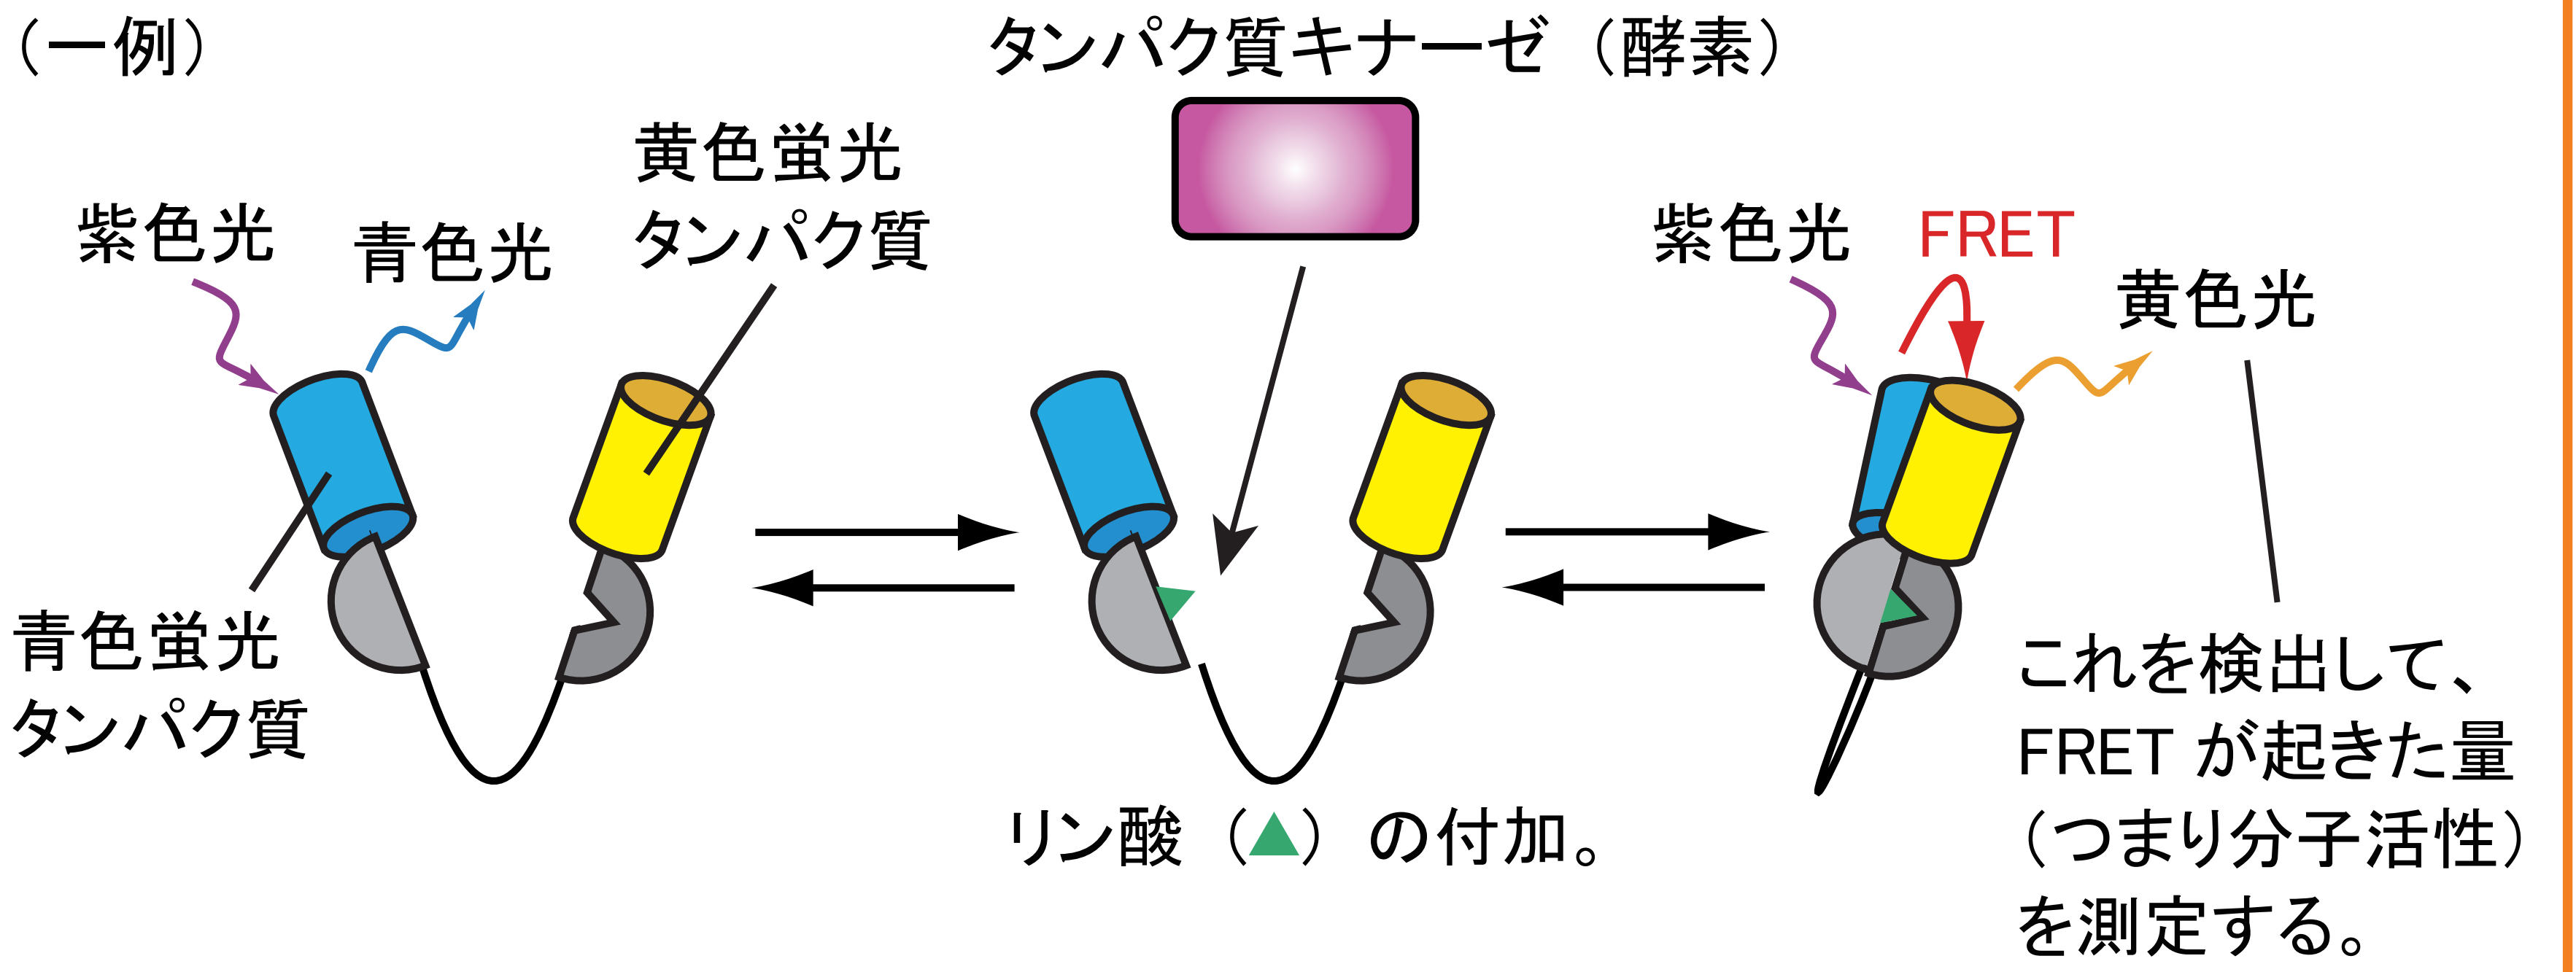 （一例）
タンパク質キナーゼ（酵素）
紫色光
青色光
黄色蛍光
タンパク質
青色蛍光
タンパク質
リン酸（▲）の付加。
紫色光
FRET
黄色光
これを検出して、
FRET が起きた量
（つまり分子活性）
を測定する。